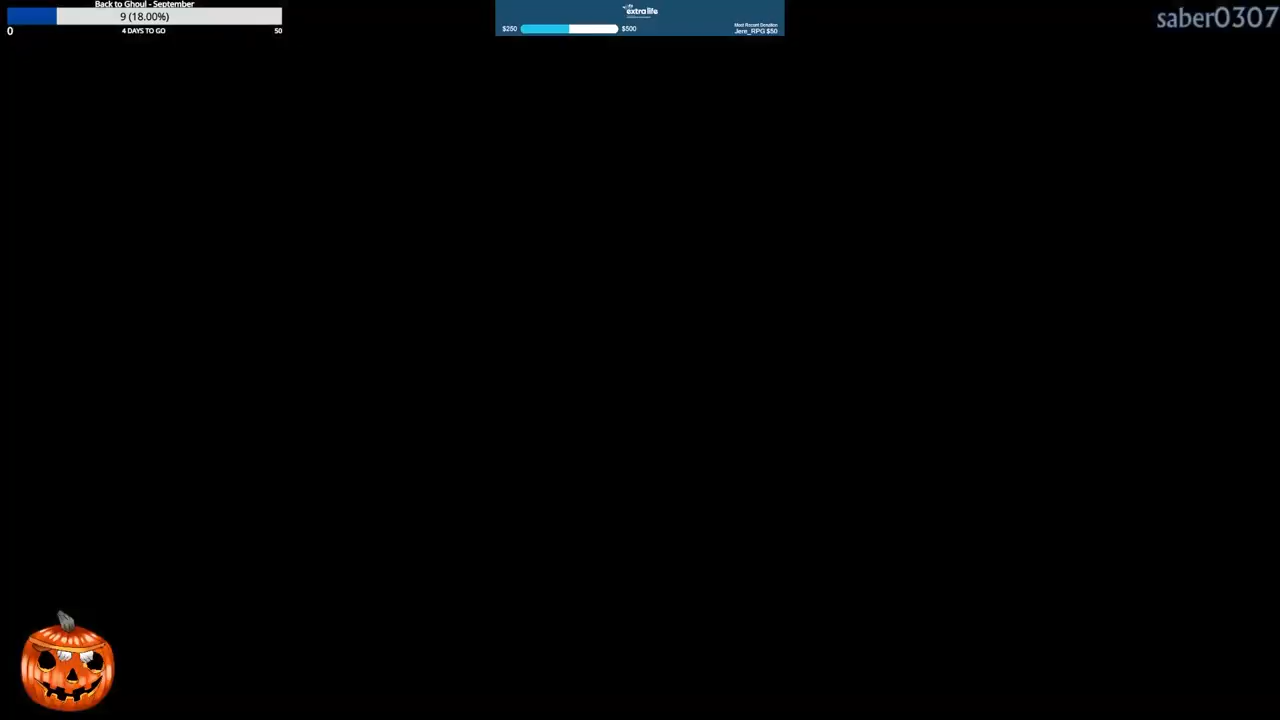 Back to Ghoul - September
9 (18.00%)
0
4 DAYS TO GO
50
extra life
$250
$500
Most Recent Donation
Jem_RPG $50
saber0307